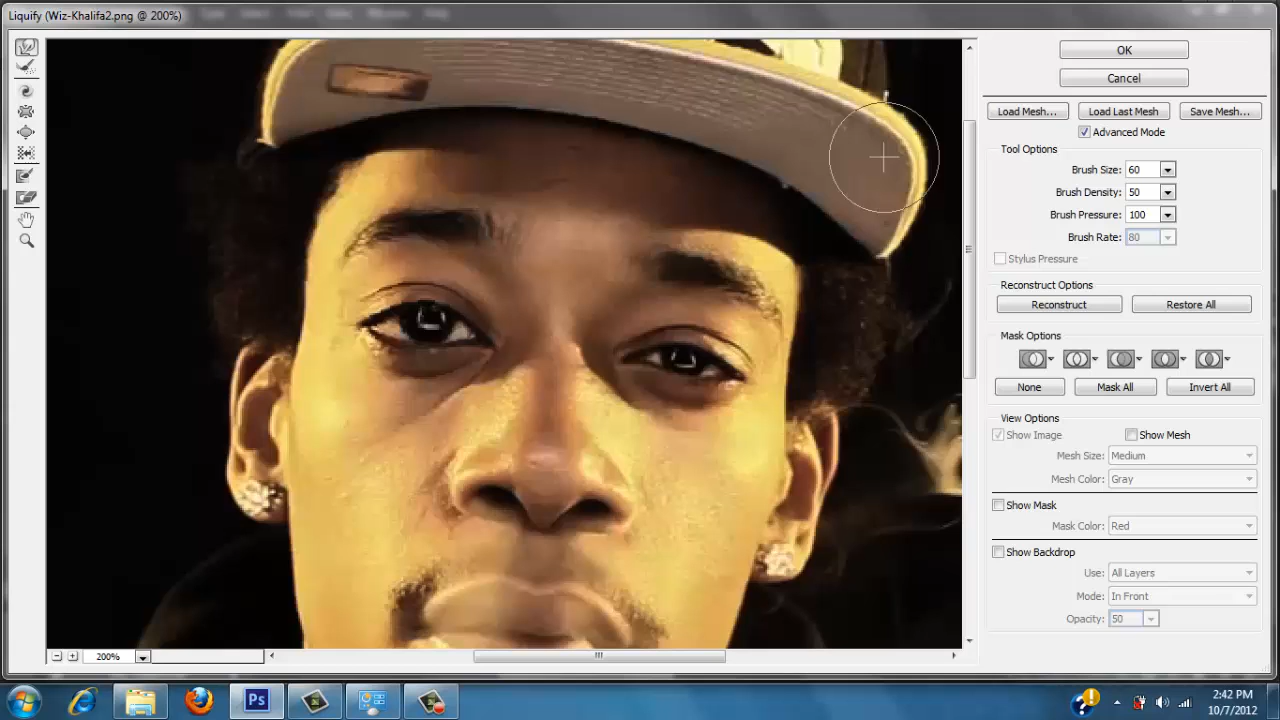 Liquify (Wiz-Khalifa2.png @ 200%)
OK
Cancel
Load Mesh... Load Last Mesh Save Mesh...
Advanced Mode
Tool Options
Brush Size: 60
Brush Density: 50
Brush Pressure: 100
Brush Rate: 80
Stylus Pressure
Reconstruct Options
Reconstruct Restore All
Mask Options
None Mask All Invert All
View Options
Show Image Show Mesh
Mesh Size: Medium
Mesh Color: Gray
Show Mask
Mask Color: Red
Show Backdrop
Use: All Layers
Mode: In Front
Opacity: 50
200%
Ps
2:42 PM
10/7/2012